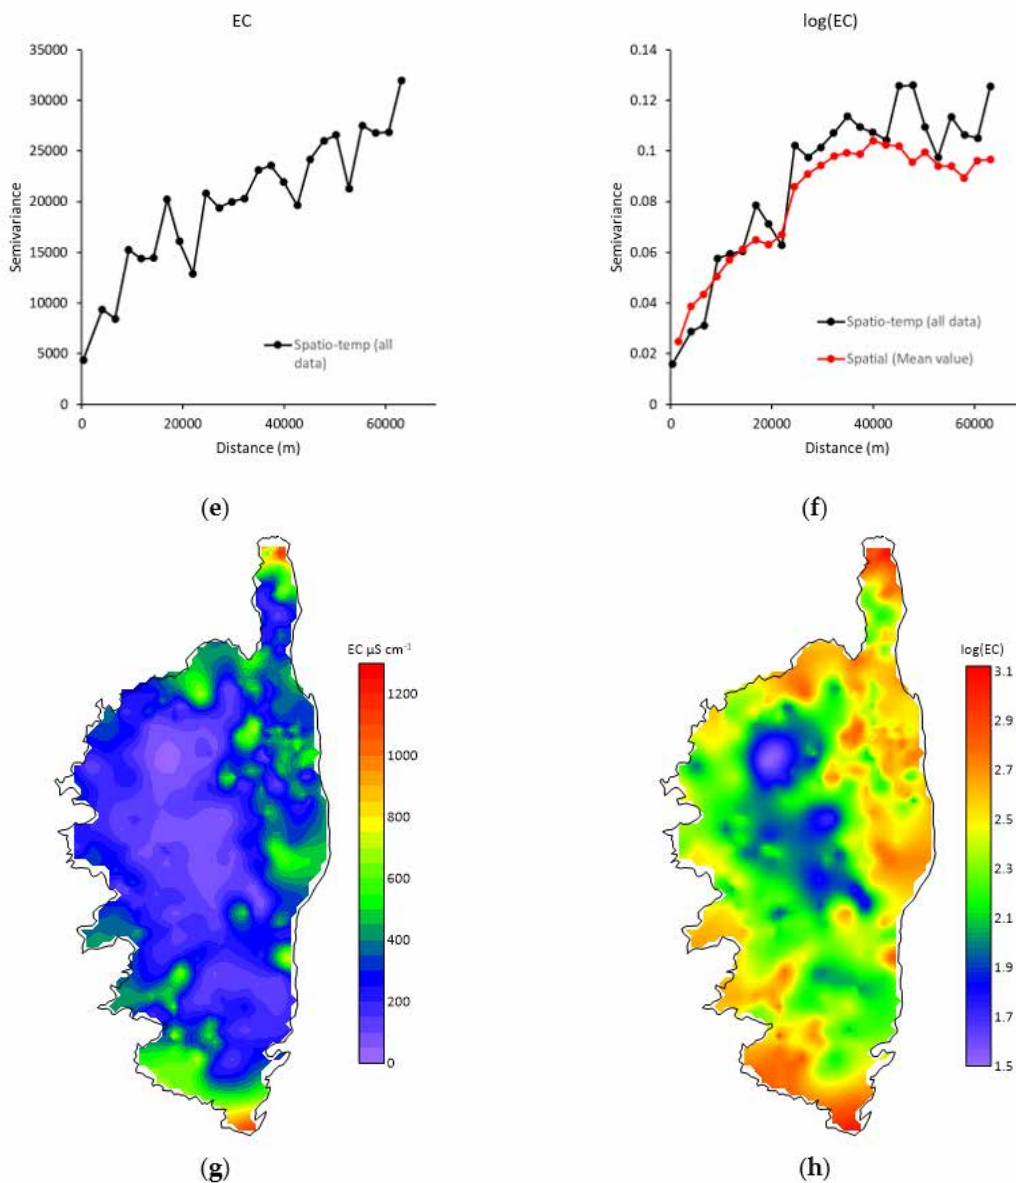 EC
35000
30000
25000
20000
15000
10000
5000
0
Semivariance
Spatio-temp (all
data)
0
20000
40000
60000
Distance (m)
(e)
log(EC)
0.14
0.12
0.1
0.08
0.06
0.04
0.02
0
Semivariance
Spatio-temp (all data)
Spatial (Mean value)
0
20000
40000
60000
Distance (m)
(f)
EC µS cm⁻¹
1200
1000
800
600
400
200
0
(g)
log(EC)
3.1
2.9
2.7
2.5
2.3
2.1
1.9
1.7
1.5
(h)